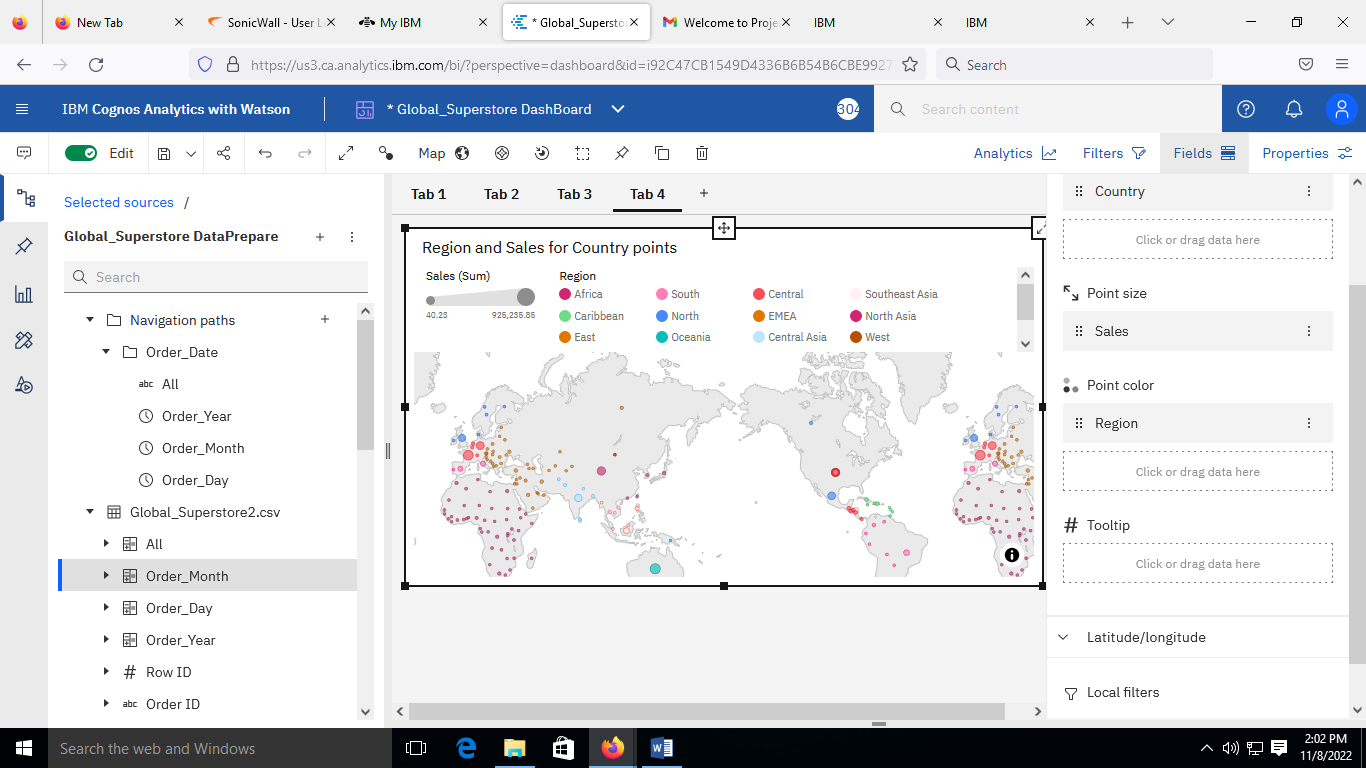 New Tab
SonicWall - User L
My IBM
* Global_Superstor
Welcome to Proje
IBM
IBM
https://us3.ca.analytics.ibm.com/bi/?perspective=dashboard&id=i92C47CB1549D4336B6B54B6CBE9927
Search
IBM Cognos Analytics with Watson
* Global_Superstore DashBoard
304
Search content
Edit
Map
Analytics
Filters
Fields
Properties
Selected sources /
Global_Superstore DataPrepare
Search
Navigation paths
Order_Date
abc All
Order_Year
Order_Month
Order_Day
Global_Superstore2.csv
All
Order_Month
Order_Day
Order_Year
# Row ID
abc Order ID
Tab 1
Tab 2
Tab 3
Tab 4
Region and Sales for Country points
Sales (Sum)
40.23
925,235.85
Region
Africa
South
Central
Southeast Asia
Caribbean
North
EMEA
North Asia
East
Oceania
Central Asia
West
Country
Click or drag data here
Point size
Sales
Point color
Region
Click or drag data here
# Tooltip
Click or drag data here
Latitude/longitude
Local filters
Search the web and Windows
2:02 PM
11/8/2022